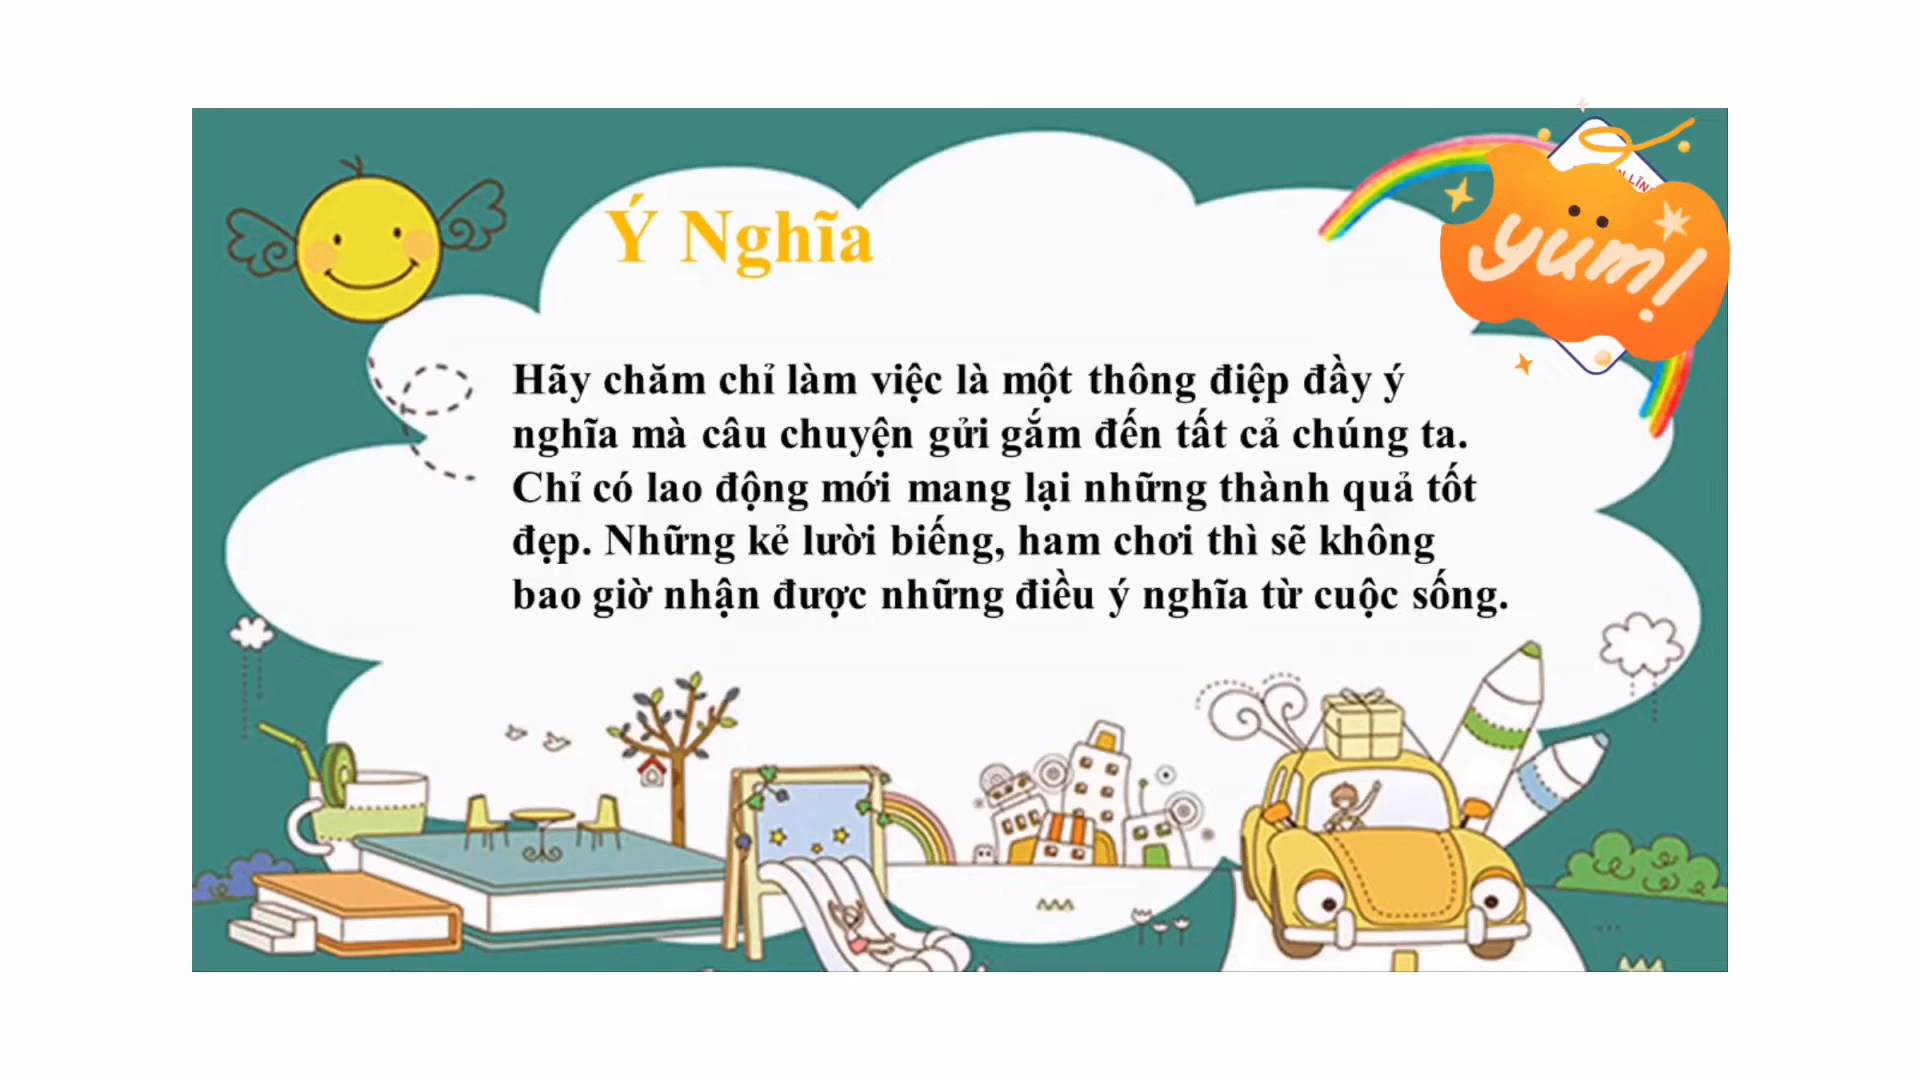 Ý Nghĩa
yum!
Hãy chăm chỉ làm việc là một thông điệp đầy ý
nghĩa mà câu chuyện gửi gắm đến tất cả chúng ta.
Chỉ có lao động mới mang lại những thành quả tốt
đẹp. Những kẻ lười biếng, ham chơi thì sẽ không
bao giờ nhận được những điều ý nghĩa từ cuộc sống.